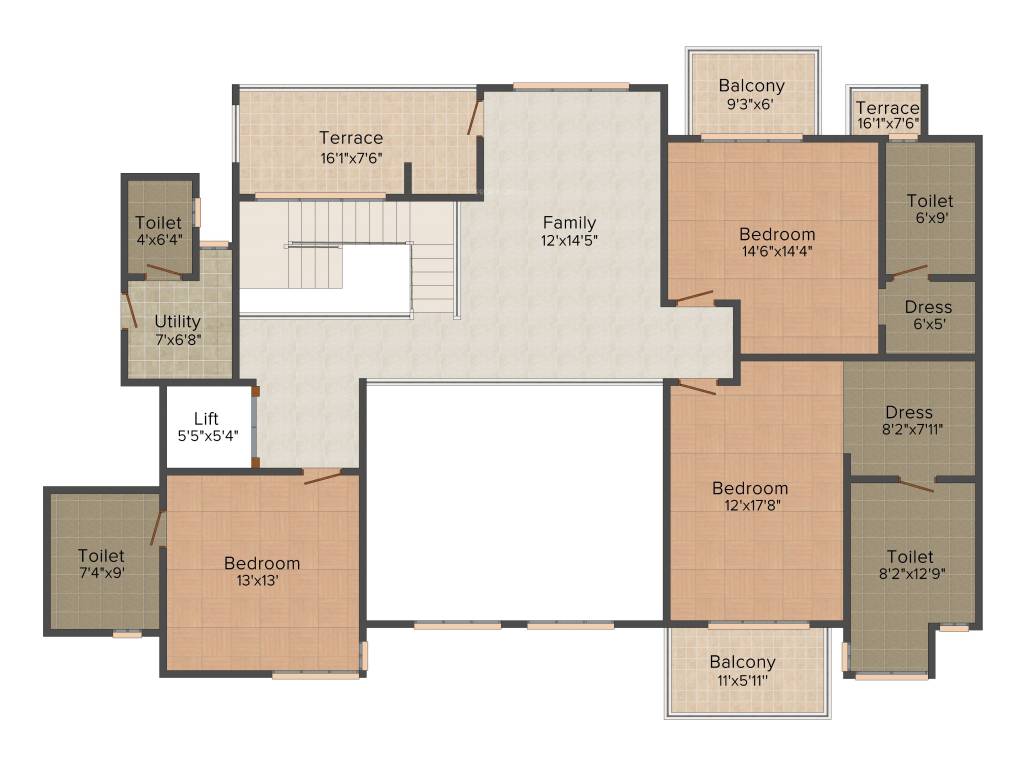 Balcony
9'3"x6'
Terrace
16'1"x7'6"
Terrace
16'1"x7'6"
Toilet
4'x6'4"
Family
12'x14'5"
Bedroom
14'6"x14'4"
Toilet
6'x9'
Utility
7'x6'8"
Dress
6'x5'
Lift
5'5"x5'4"
Dress
8'2"x7'11"
Bedroom
12'x17'8"
Toilet
7'4"x9'
Bedroom
13'x13'
Toilet
8'2"x12'9"
Balcony
11'x5'11''